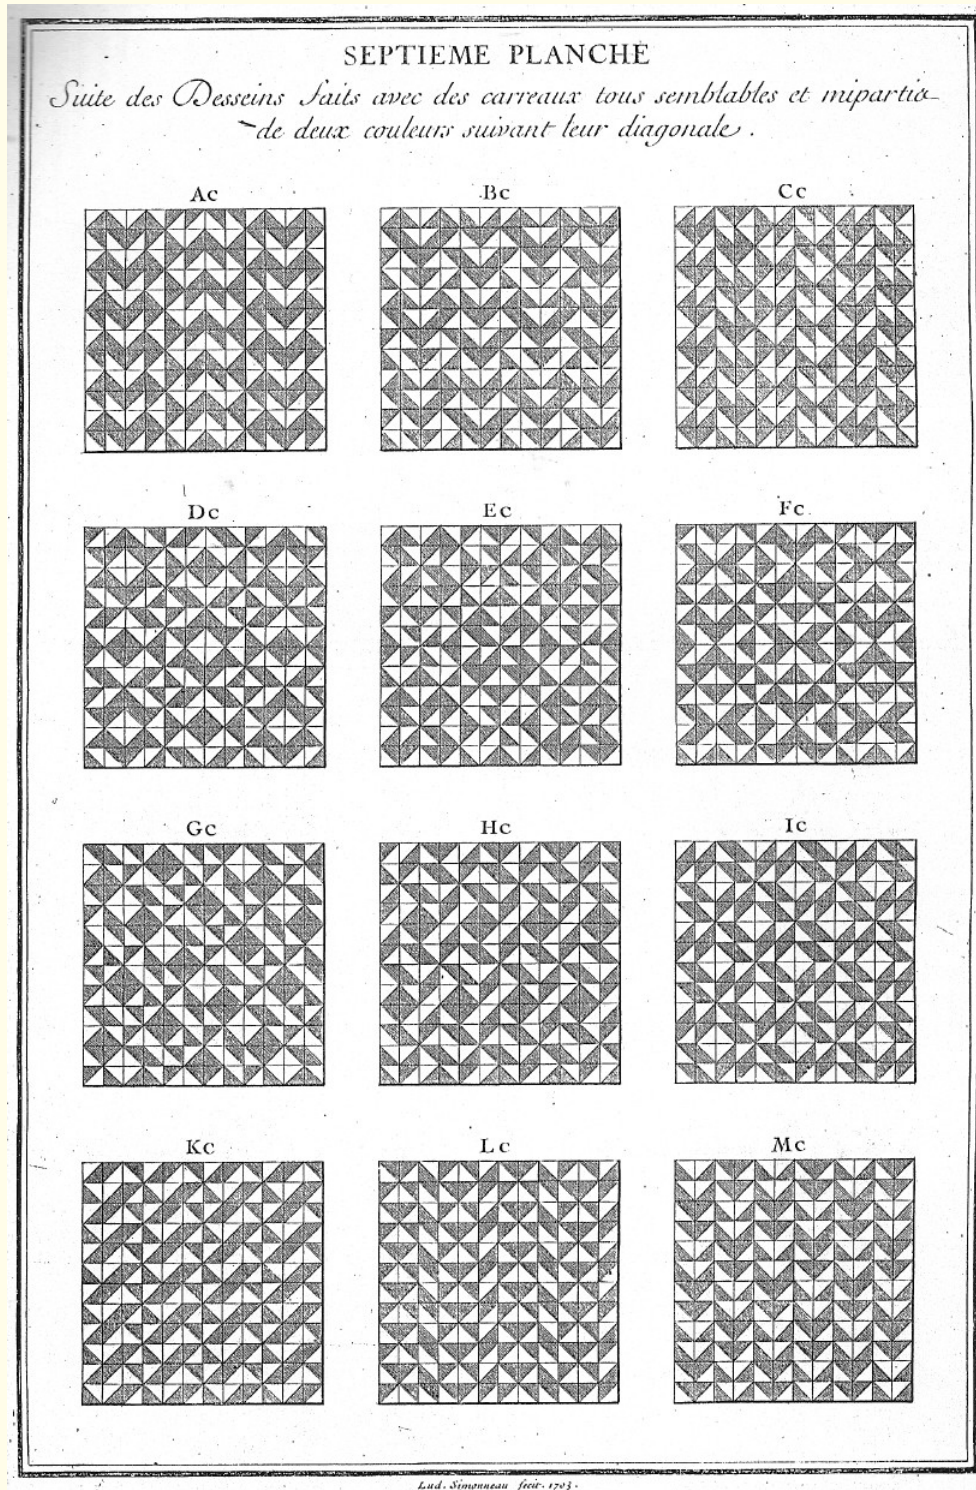 SEPTIEME PLANCHE
Suite des Desseins faits avec des carreaux tous semblables et mipartis
de deux couleurs suivant leur diagonale.
Ac Bc Cc
Dc Ec Fc
Gc Hc Ic
Kc Lc Mc
Lud. Simonneau fecit. 1703.